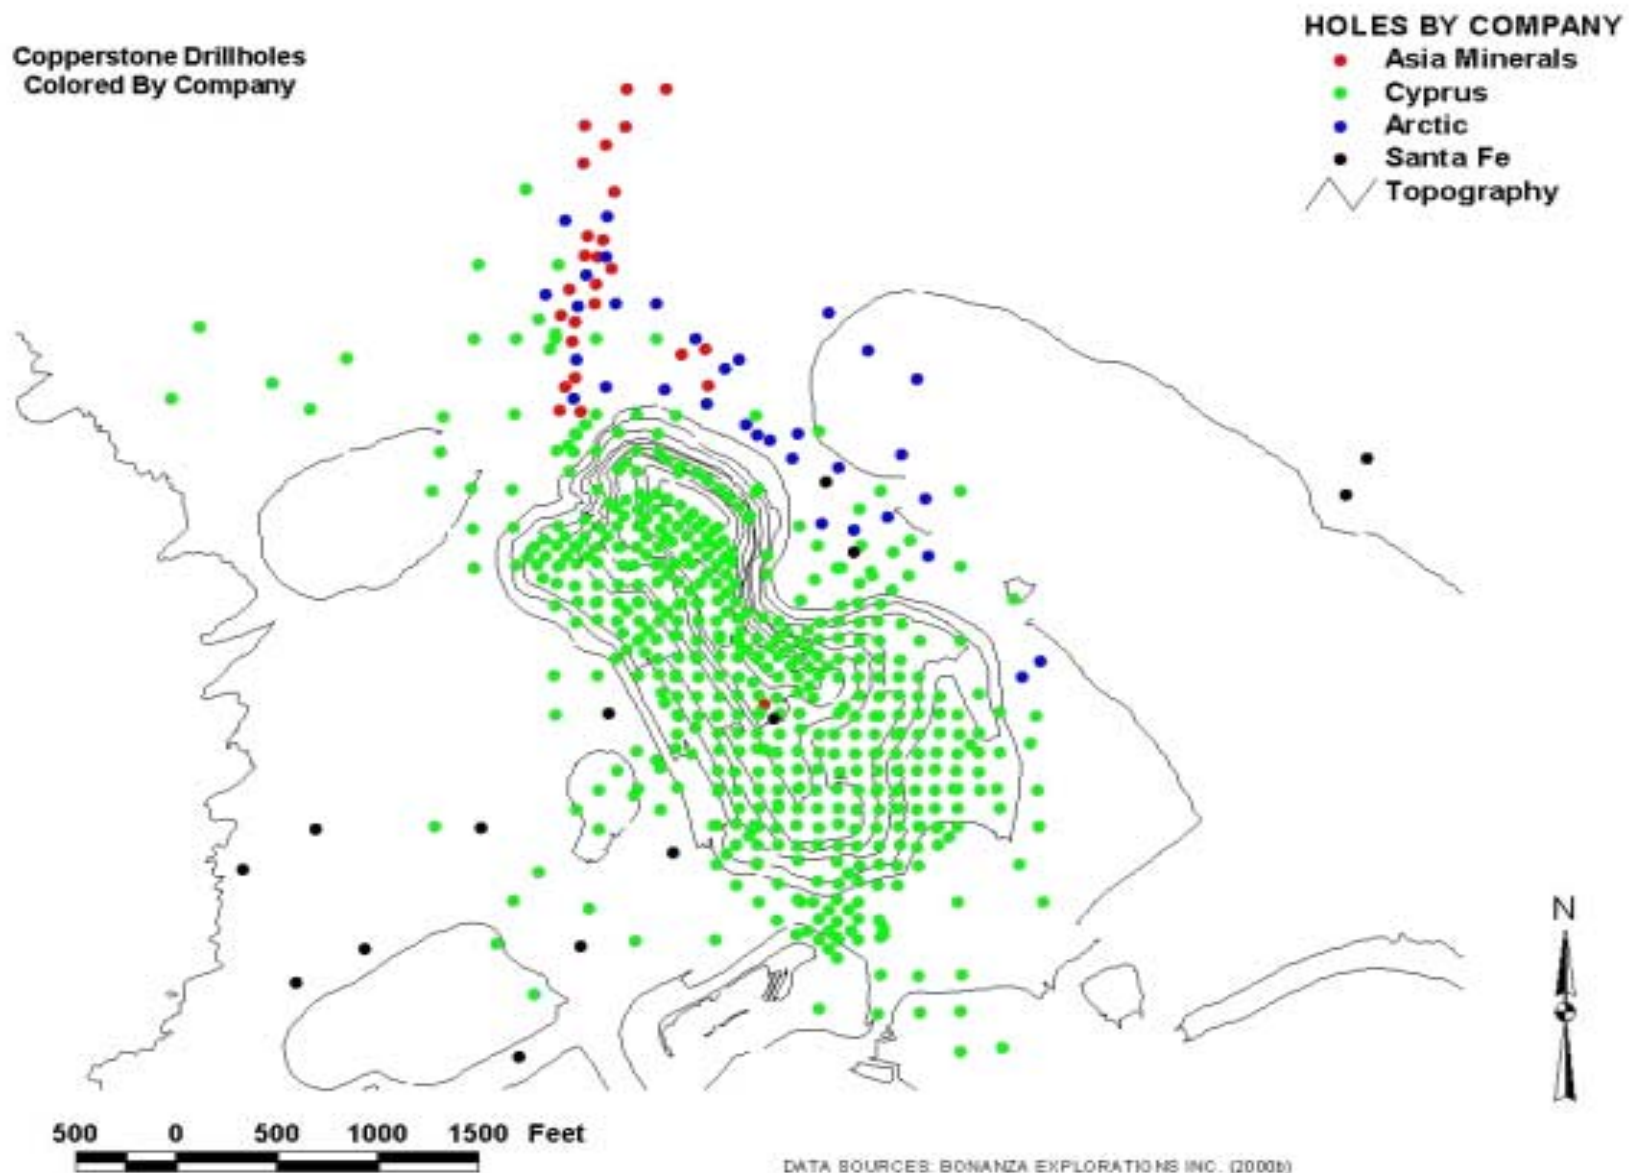 Copperstone Drillholes
Colored By Company
HOLES BY COMPANY
Asia Minerals
Cyprus
Arctic
Santa Fe
Topography
N
500 0 500 1000 1500 Feet
DATA SOURCES: BONANZA EXPLORATIONS INC. (2000b)